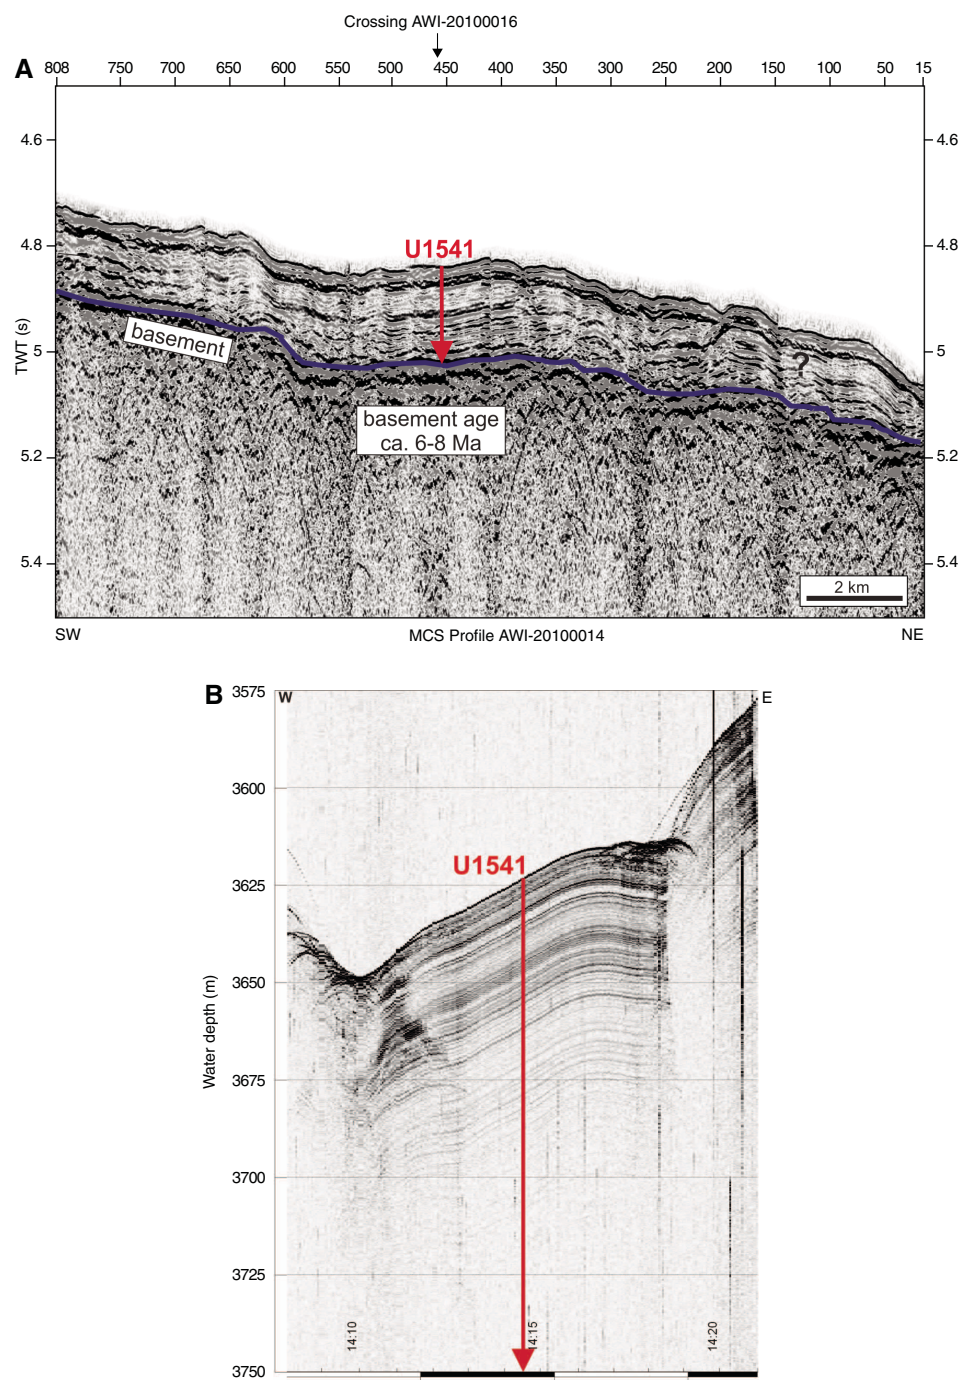 Crossing AWI-20100016
A
808 750 700 650 600 550 500 450 400 350 300 250 200 150 100 50 15
4.6 4.6
U1541
4.8 4.8
TWT (s)
basement
5 ? 5
basement age
ca. 6-8 Ma
5.2 5.2
5.4 5.4
2 km
SW MCS Profile AWI-20100014 NE
B
3575 W E
3600
U1541
3625
3650
Water depth (m)
3675
3700
3725
14:10 14:15 14:20
3750